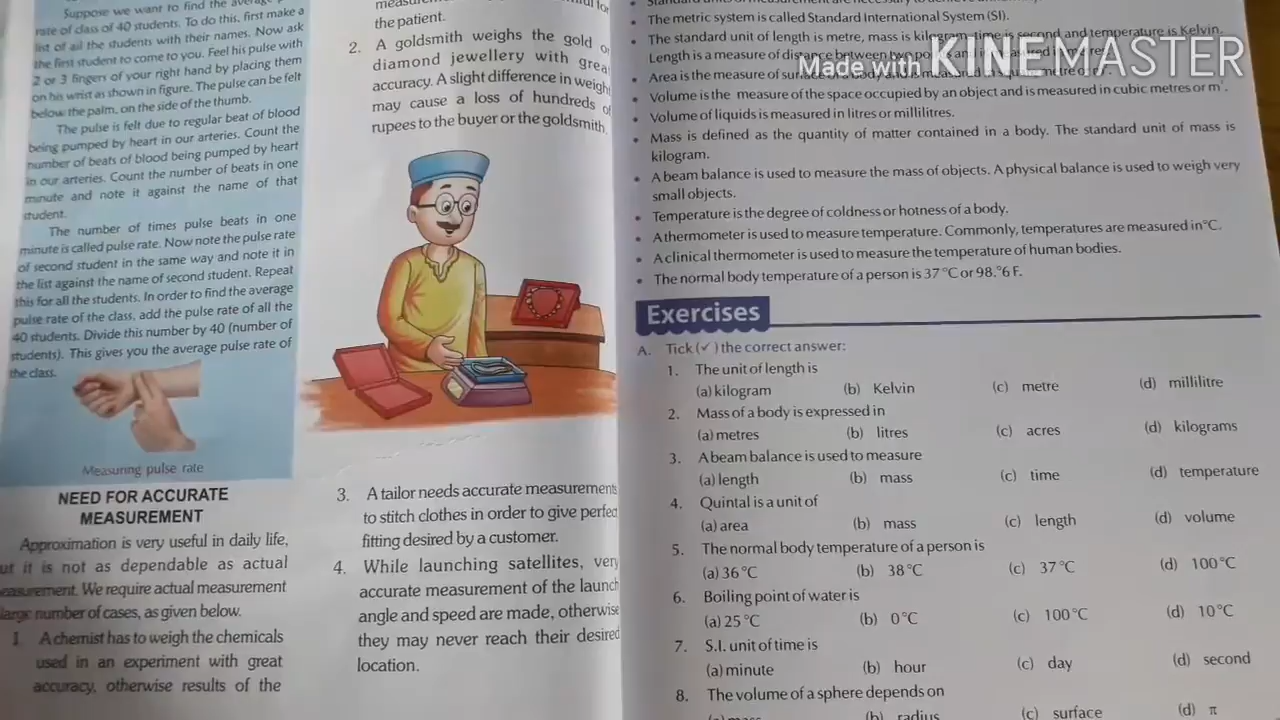 Suppose we want to find the average
rate of class of 40 students. To do this, first make a
list of all the students with their names. Now ask
the first student to come to you. Feel his pulse with
2 or 3 fingers of your right hand by placing them
on his wrist as shown in figure. The pulse can be felt
below the palm, on the side of the thumb.
The pulse is felt due to regular beat of blood
being pumped by heart in our arteries. Count the
number of beats of blood being pumped by heart
in our arteries. Count the number of beats in one
minute and note it against the name of that
student.
The number of times pulse beats in one
minute is called pulse rate. Now note the pulse rate
of second student in the same way and note it in
the list against the name of second student. Repeat
this for all the students. In order to find the average
pulse rate of the class, add the pulse rate of all the
40 students. Divide this number by 40 (number of
students). This gives you the average pulse rate of
the class.
Measuring pulse rate
NEED FOR ACCURATE
MEASUREMENT
Approximation is very useful in daily life,
ut it is not as dependable as actual
easurement. We require actual measurement
large number of cases, as given below.
1 A chemist has to weigh the chemicals
used in an experiment with great
accuracy, otherwise results of the
the patient.
2. A goldsmith weighs the gold o
diamond jewellery with grea
accuracy. A slight difference in weight
may cause a loss of hundreds of
rupees to the buyer or the goldsmith.
3. A tailor needs accurate measurements
to stitch clothes in order to give perfec
fitting desired by a customer.
4. While launching satellites, very
accurate measurement of the launch
angle and speed are made, otherwise
they may never reach their desired
location.
• The metric system is called Standard International System (SI).
• The standard unit of length is metre, mass is kilogram, time is second and temperature is Kelvin.
Length is a measure of distance between two
• Area is the measure of
• Volume is the measure of the space occupied by an object and is measured in cubic metres or m³.
• Volume of liquids is measured in litres or millilitres.
• Mass is defined as the quantity of matter contained in a body. The standard unit of mass is
kilogram.
• A beam balance is used to measure the mass of objects. A physical balance is used to weigh very
small objects.
• Temperature is the degree of coldness or hotness of a body.
• A thermometer is used to measure temperature. Commonly, temperatures are measured in °C.
• A clinical thermometer is used to measure the temperature of human bodies.
• The normal body temperature of a person is 37 °C or 98.°6 F.
Made with KINEMASTER
Exercises
A. Tick (✓) the correct answer:
1. The unit of length is
(a) kilogram (b) Kelvin (c) metre (d) millilitre
2. Mass of a body is expressed in
(a) metres (b) litres (c) acres (d) kilograms
3. A beam balance is used to measure
(a) length (b) mass (c) time (d) temperature
4. Quintal is a unit of
(a) area (b) mass (c) length (d) volume
5. The normal body temperature of a person is
(a) 36 °C (b) 38 °C (c) 37 °C (d) 100 °C
6. Boiling point of water is
(a) 25 °C (b) 0 °C (c) 100 °C (d) 10 °C
7. S.I. unit of time is
(a) minute (b) hour (c) day (d) second
8. The volume of a sphere depends on
(a) mass (b) radius (c) surface (d) π